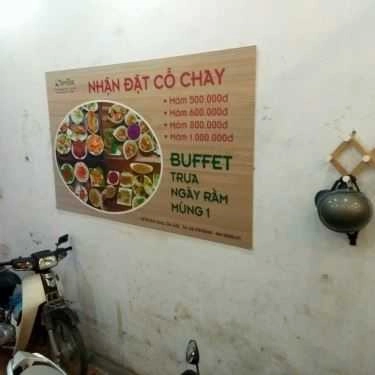 NHẬN ĐẶT CỖ CHAY
• Mâm 500.000đ
• Mâm 600.000đ
• Mâm 800.000đ
• Mâm 1.000.000đ
BUFFET
TRƯA
NGÀY RẰM
MÙNG 1